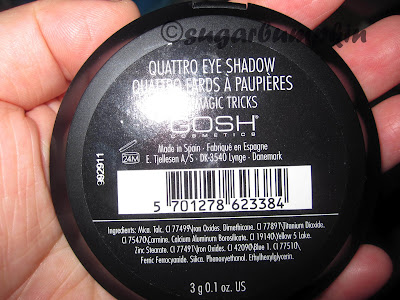 ©sugarbumpkin
QUATTRO EYE SHADOW
QUATTRO FARDS À PAUPIÈRES
MAGIC TRICKS
GOSH
COSMETICS
24M
Made in Spain - Fabriqué en Espagne
E. Tjellesen A/S - DK-3540 Lynge - Danemark
992911
5 701278 623384
Ingredients: Mica, Talc, CI 77499/Iron Oxides, Dimethicone, CI 77891/Titanium Dioxide,
CI 75470/Carmine, Calcium Aluminum Borosilicate, CI 19140/Yellow 5 Lake,
Zinc Stearate, CI 77491/Iron Oxides, CI 42090/Blue 1, CI 77510/
Ferric Ferrocyanide, Silica, Phenoxyethanol, Ethylhexylglycerin.
3 g 0.1 oz. US